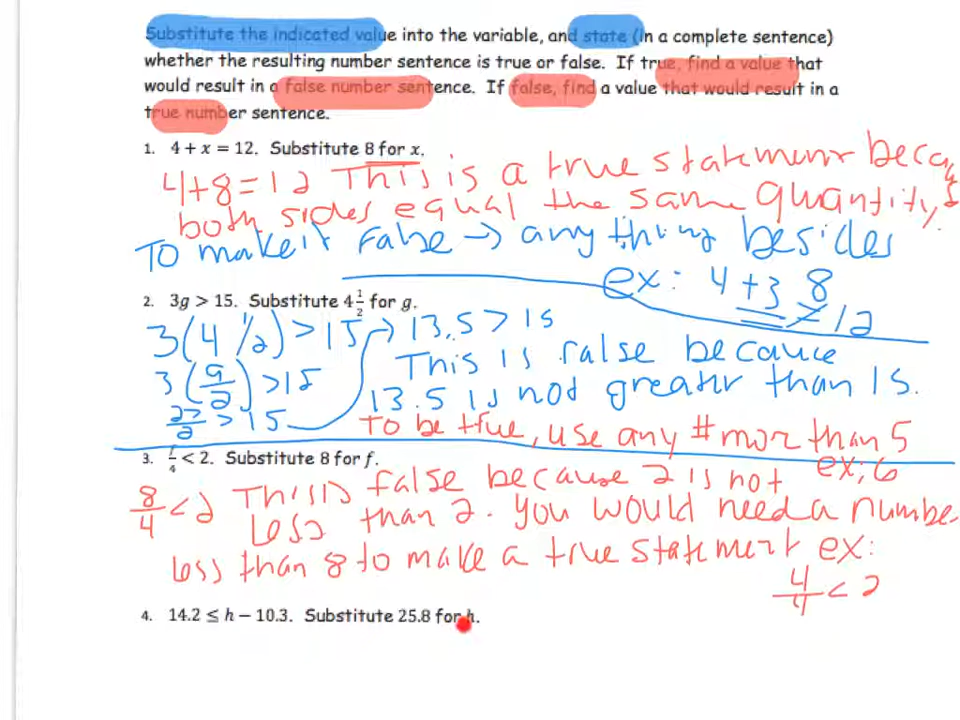 Substitute the indicated value into the variable, and state (in a complete sentence)
whether the resulting number sentence is true or false. If true, find a value that
would result in a false number sentence. If false, find a value that would result in a
true number sentence.
1. 4 + x = 12. Substitute 8 for x.
4+8=12 This is a true statement becaus
both sides equal the same quantity.
To make it false → any thing besides
8
ex: 4+3 ≠ 12
2. 3g > 15. Substitute 4 1/2 for g.
3(4 1/2) > 15 → 13.5 > 15
3(9/2) > 15 This is false because
27/2 > 15 13.5 is not greater than 15.
To be true, use any # mor than 5
ex; 6
3. f/4 < 2. Substitute 8 for f.
8/4 < 2 This is false because 2 is not
less than 2. You would need a numbe
less than 8 to make a true statement ex:
4/4 < 2
4. 14.2 ≤ h − 10.3. Substitute 25.8 for h.